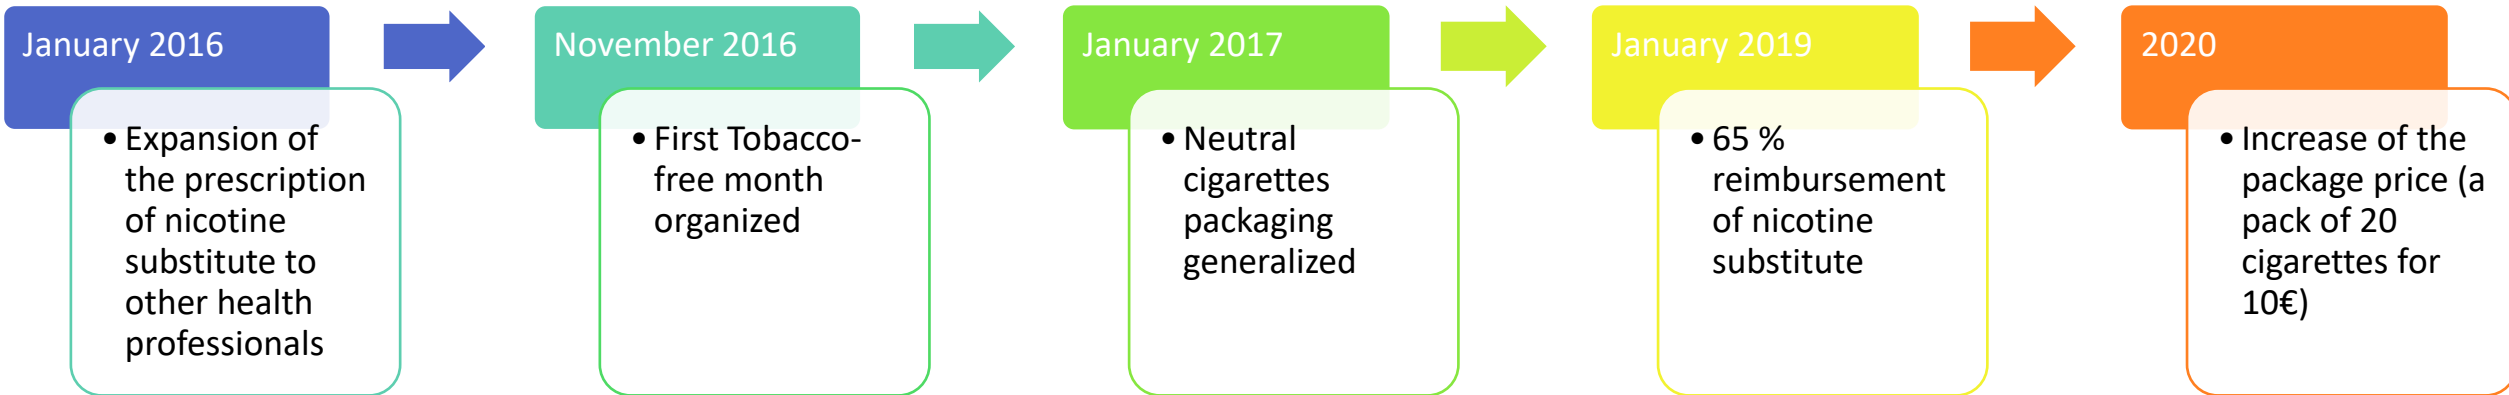 January 2016
• Expansion of
the prescription
of nicotine
substitute to
other health
professionals
November 2016
• First Tobacco-
free month
organized
January 2017
• Neutral
cigarettes
packaging
generalized
January 2019
• 65 %
reimbursement
of nicotine
substitute
2020
• Increase of the
package price (a
pack of 20
cigarettes for
10€)